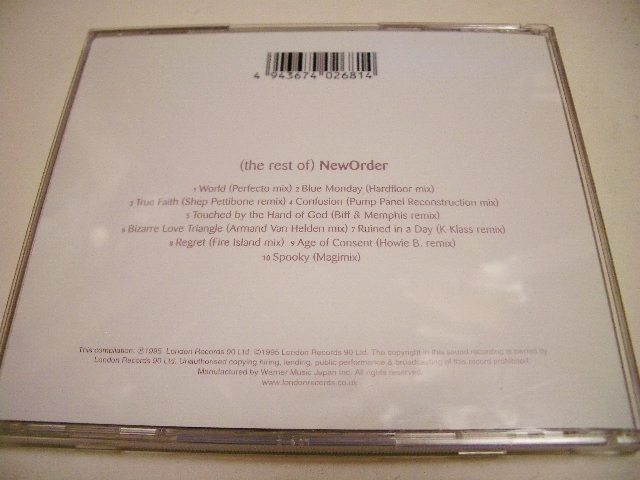 4 943674 026814
(the rest of) NewOrder
1 World (Perfecto mix) 2 Blue Monday (Hardfloor mix)
3 True Faith (Shep Pettibone remix) 4 Confusion (Pump Panel Reconstruction mix)
5 Touched by the Hand of God (Biff & Memphis remix)
6 Bizarre Love Triangle (Armand Van Helden mix) 7 Ruined in a Day (K-Klass remix)
8 Regret (Fire Island mix) 9 Age of Consent (Howie B. remix)
10 Spooky (Magimix)
This compilation: ℗1995 London Records 90 Ltd. ©1995 London Records 90 Ltd. The copyright in this sound recording is owned by
London Records 90 Ltd. Unauthorised copying hiring, lending, public performance & broadcasting of this record prohibited.
Manufactured by Warner Music Japan Inc. All rights reserved.
www.londonrecords.co.uk